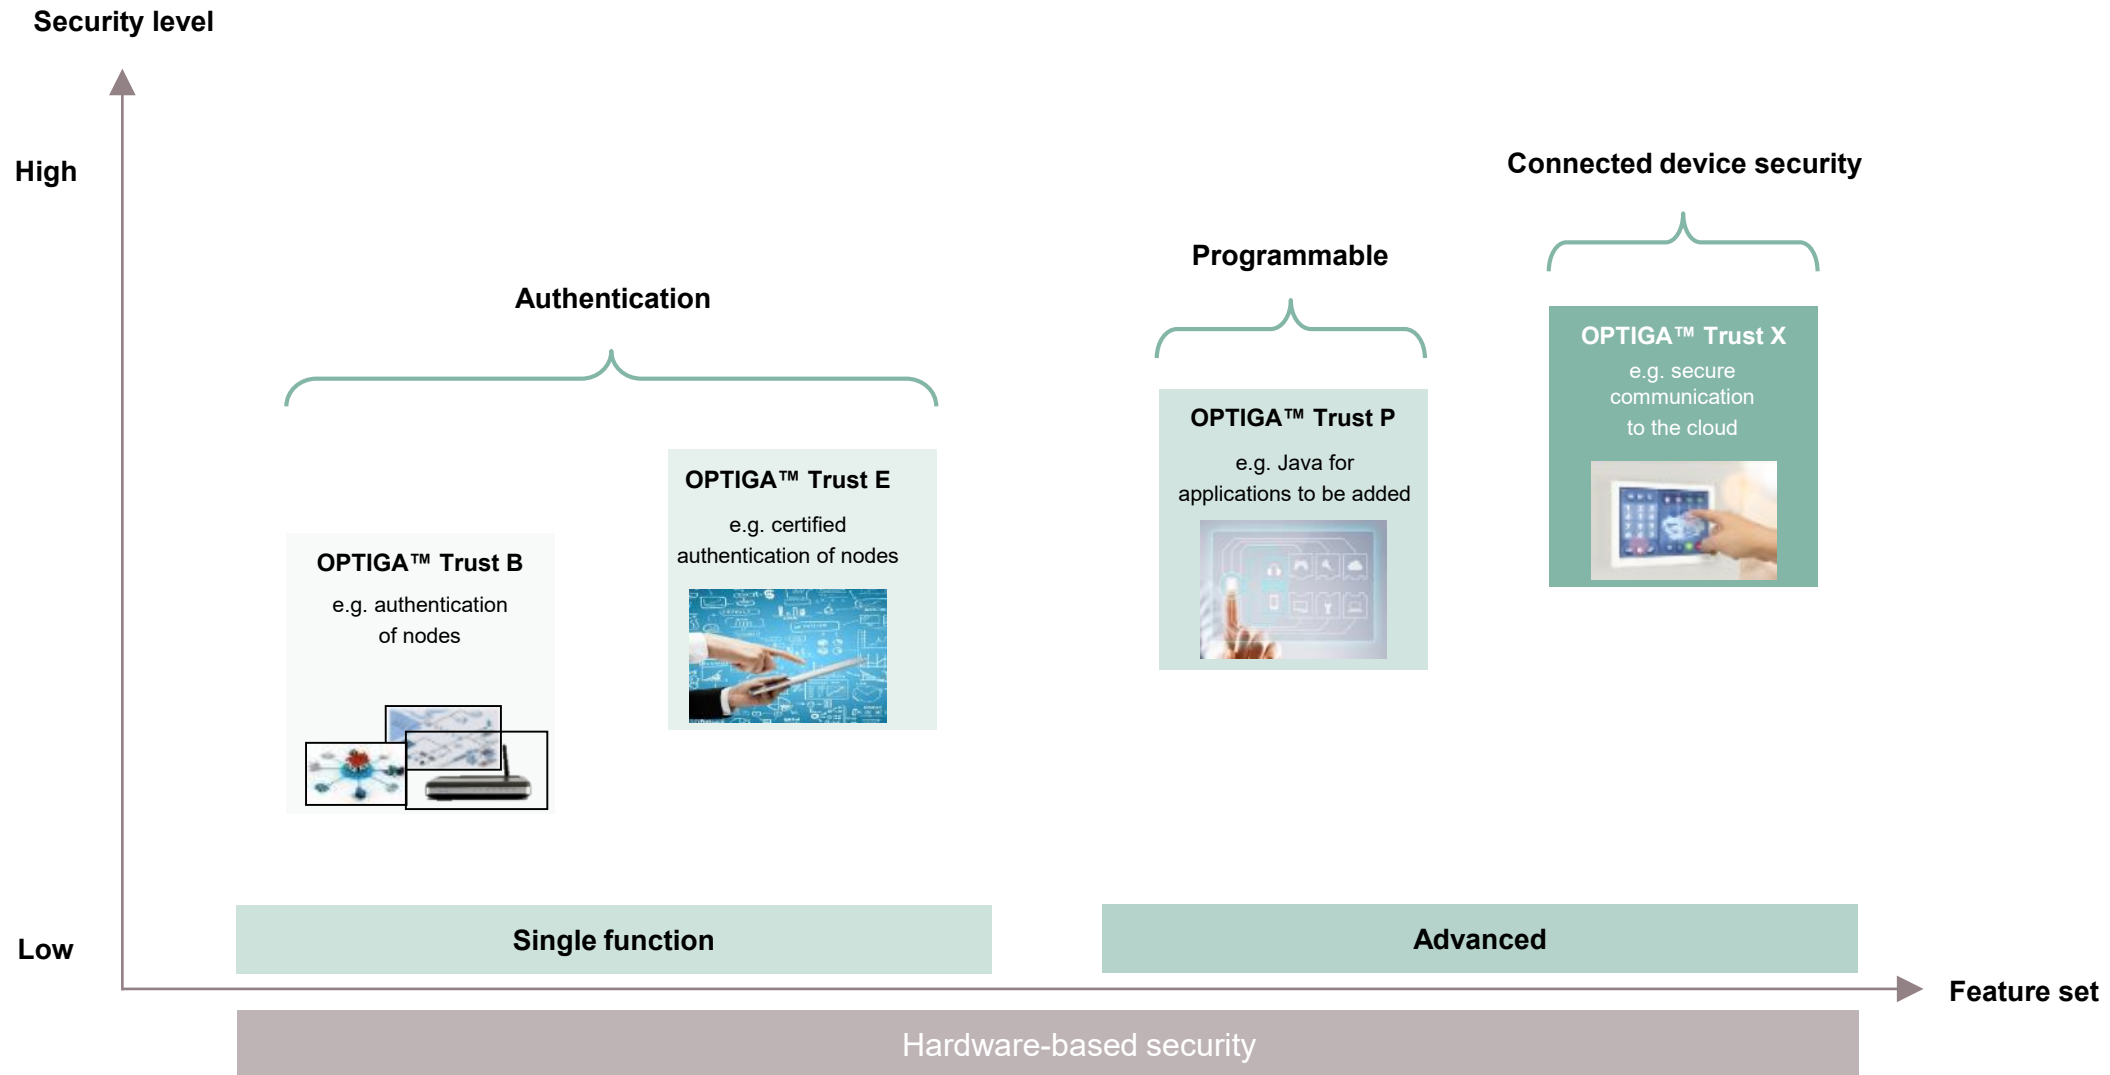 Security level
High
Connected device security
Programmable
Authentication
OPTIGA™ Trust X
e.g. secure
communication
to the cloud
OPTIGA™ Trust P
e.g. Java for
applications to be added
OPTIGA™ Trust E
e.g. certified
authentication of nodes
OPTIGA™ Trust B
e.g. authentication
of nodes
Single function
Advanced
Low
Feature set
Hardware-based security